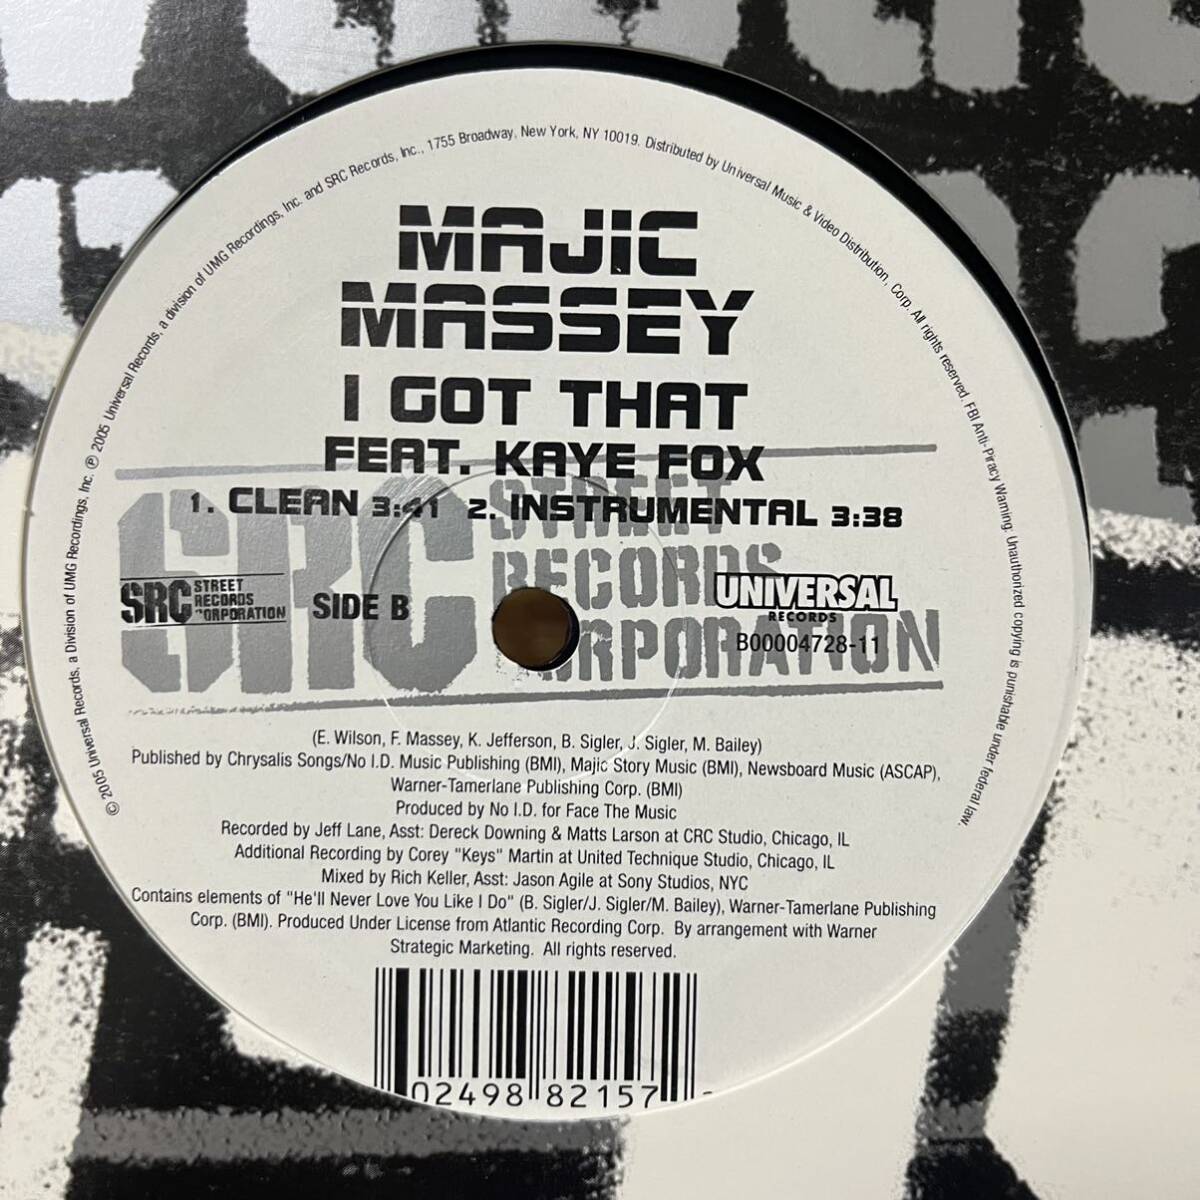 ℗ 2005 Universal Records, a division of UMG Recordings, Inc. and SRC Records, Inc., 1755 Broadway, New York, NY 10019. Distributed by Universal Music & Video Distribution, Corp. All rights reserved. FBI Anti-Piracy Warning: Unauthorized copying is punishable under federal law.
© 2005 Universal Records, a Division of UMG Recordings, Inc.
MAJIC
MASSEY
I GOT THAT
FEAT. KAYE FOX
1. CLEAN 3:41 2. INSTRUMENTAL 3:38
SRC STREET
RECORDS
CORPORATION
SRC STREET
RECORDS
CORPORATION
SIDE B
UNIVERSAL
RECORDS
B00004728-11
(E. Wilson, F. Massey, K. Jefferson, B. Sigler, J. Sigler, M. Bailey)
Published by Chrysalis Songs/No I.D. Music Publishing (BMI), Majic Story Music (BMI), Newsboard Music (ASCAP),
Warner-Tamerlane Publishing Corp. (BMI)
Produced by No I.D. for Face The Music
Recorded by Jeff Lane, Asst: Dereck Downing & Matts Larson at CRC Studio, Chicago, IL
Additional Recording by Corey "Keys" Martin at United Technique Studio, Chicago, IL
Mixed by Rich Keller, Asst: Jason Agile at Sony Studios, NYC
Contains elements of "He'll Never Love You Like I Do" (B. Sigler/J. Sigler/M. Bailey), Warner-Tamerlane Publishing
Corp. (BMI). Produced Under License from Atlantic Recording Corp. By arrangement with Warner
Strategic Marketing. All rights reserved.
02498 82157